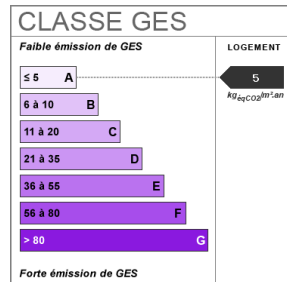 CLASSE GES
Faible émission de GES
LOGEMENT
≤ 5 A
5
kgéqCO2/m².an
6 à 10 B
11 à 20 C
21 à 35 D
36 à 55 E
56 à 80 F
> 80 G
Forte émission de GES